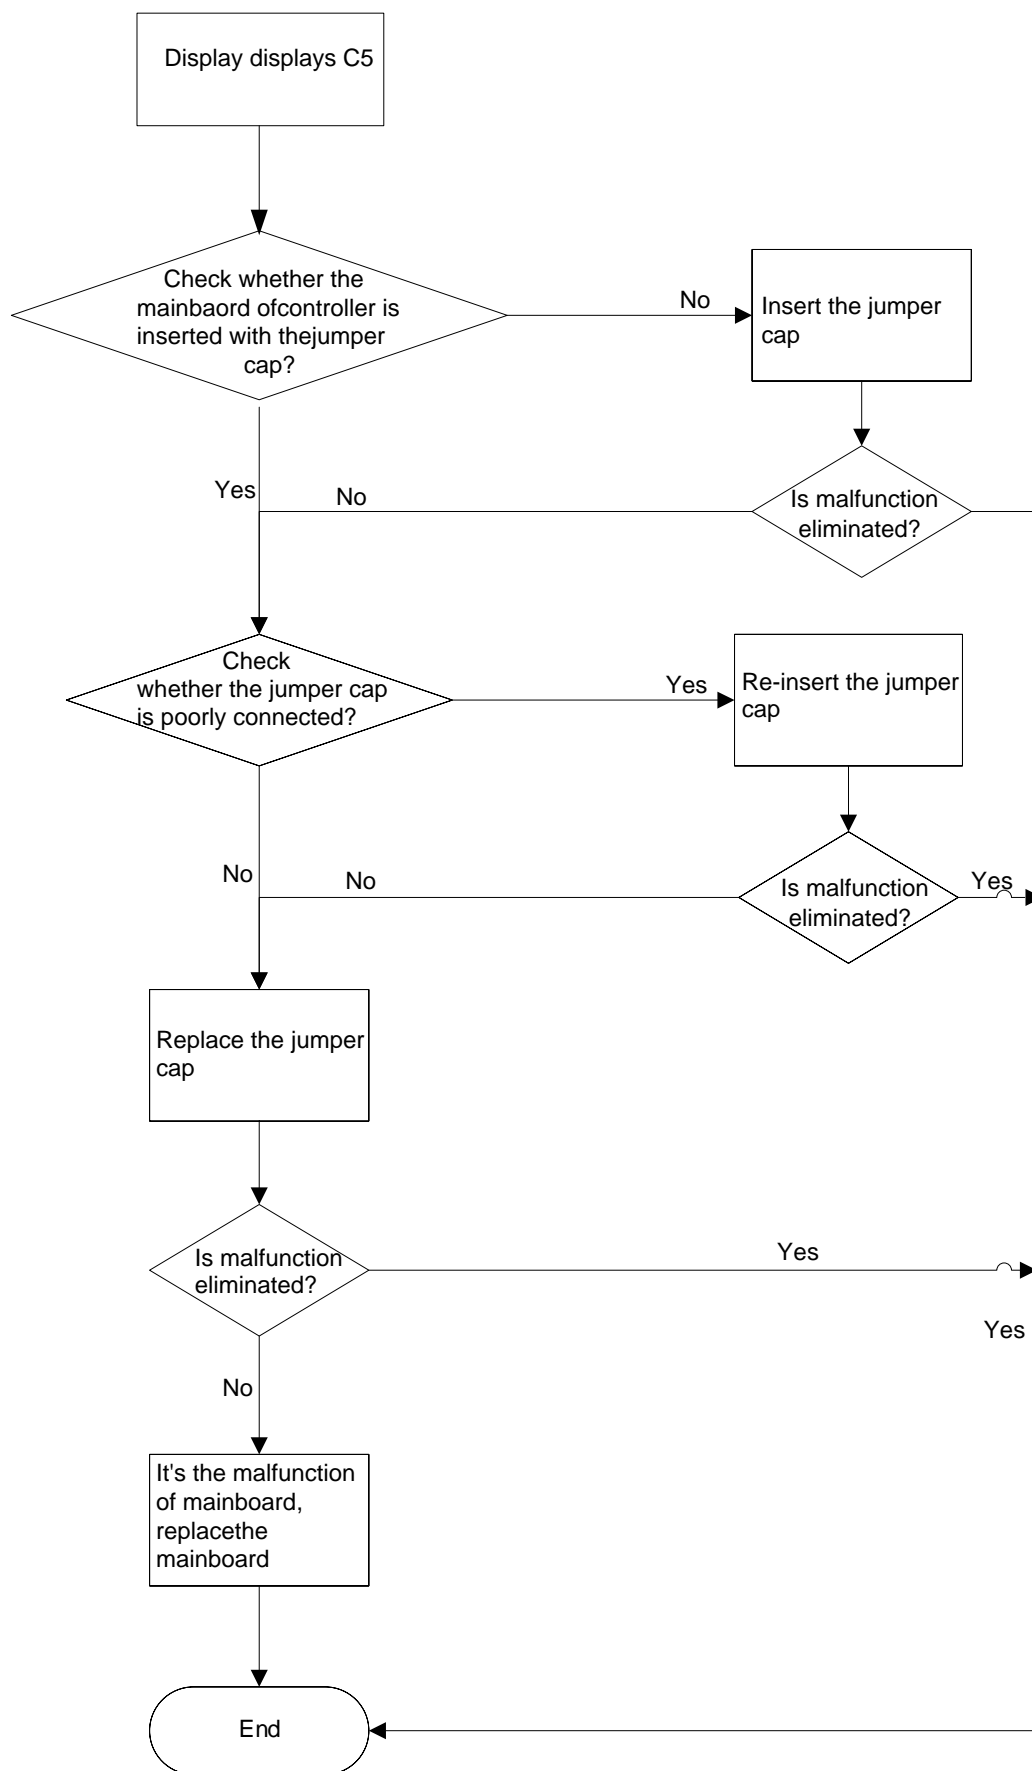 Display displays C5
Check whether the
mainbaord ofcontroller is
inserted with thejumper
cap?
No
Insert the jumper
cap
Yes
No
Is malfunction
eliminated?
Check
whether the jumper cap
is poorly connected?
Yes
Re-insert the jumper
cap
No
No
Is malfunction
eliminated?
Yes
Replace the jumper
cap
Is malfunction
eliminated?
Yes
Yes
No
It's the malfunction
of mainboard,
replacethe
mainboard
End